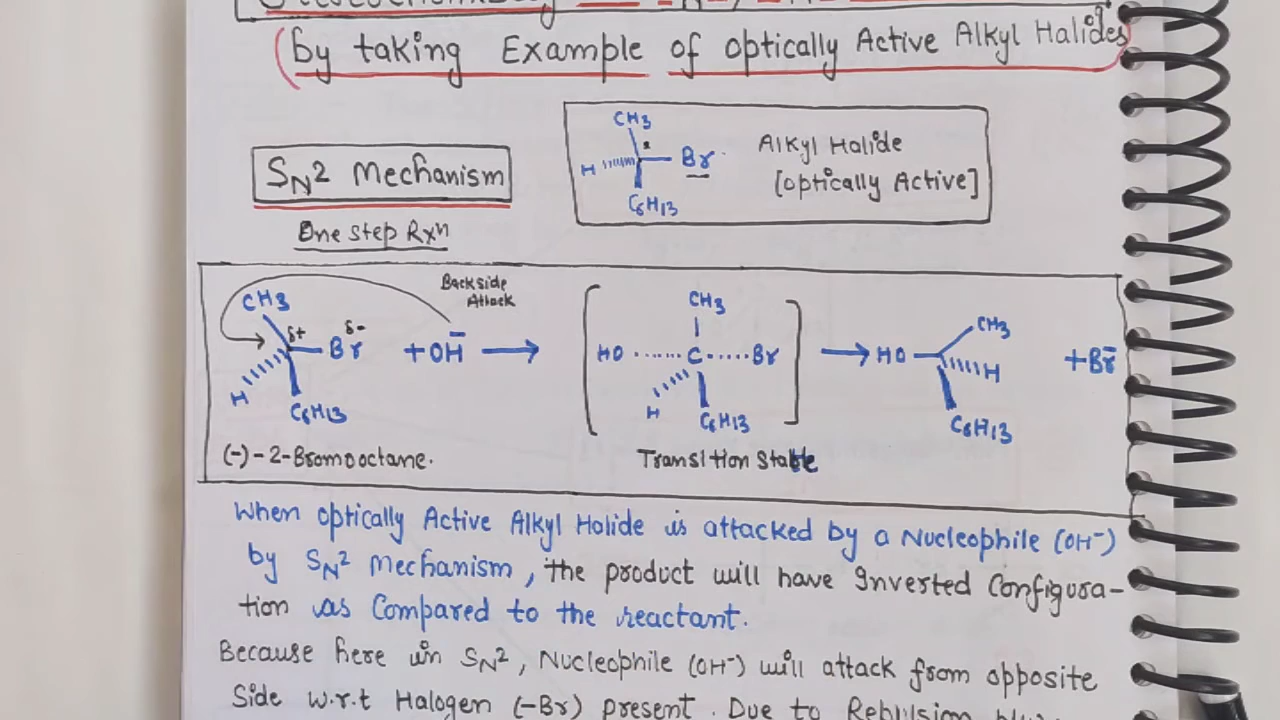 by taking Example of optically Active Alkyl Halides
CH3
H Br
C6H13
Alkyl Halide
[optically Active]
SN2 Mechanism
One step Rxn
Backside
Attack
CH3
δ+ δ-
Br + OH⁻ →
H
C6H13
(-)-2-Bromooctane.
CH3
HO ...... C ...... Br
H
C6H13
Transition State
→ HO CH3
H
C6H13
+ Br⁻
When optically Active Alkyl Halide is attacked by a Nucleophile (OH⁻)
by SN2 Mechanism, the product will have Inverted Configura-
tion as Compared to the reactant.
Because here in SN2, Nucleophile (OH⁻) will attack from opposite
Side w.r.t Halogen (-Br) present. Due to Repulsion